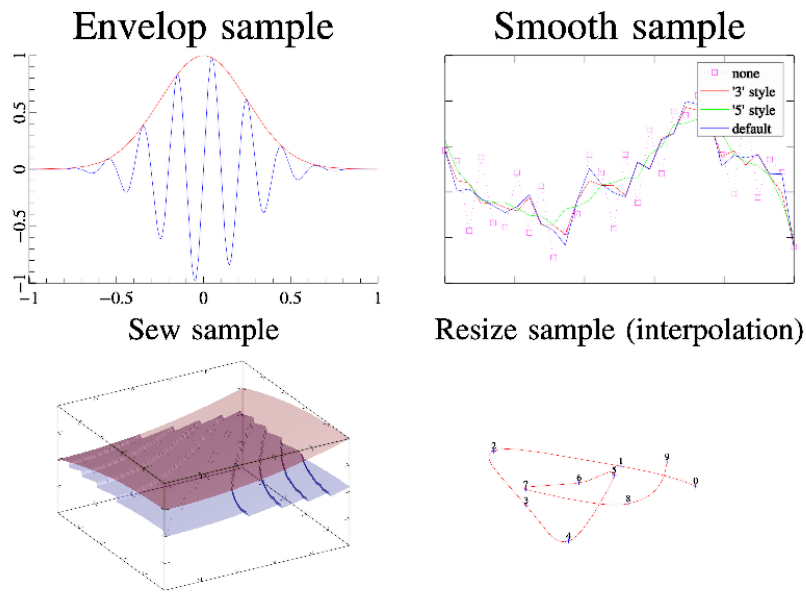 Envelop sample
Smooth sample
1
0.5
0
−0.5
−1
−1
−0.5
0
0.5
1
none
'3' style
'5' style
default
Sew sample
Resize sample (interpolation)
2
1
9
5
0
6
7
3
8
4